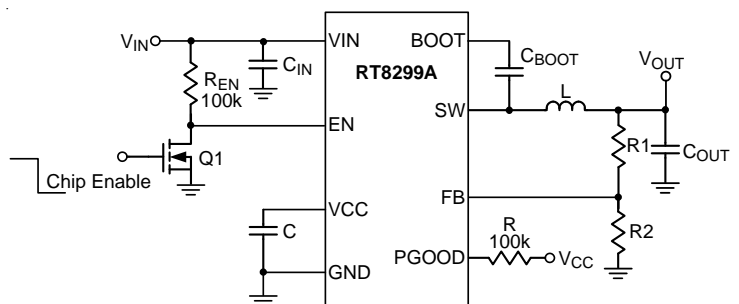 VIN
VIN
BOOT
CBOOT
VOUT
REN
100k
CIN
RT8299A
SW
L
EN
R1
COUT
Q1
Chip Enable
FB
VCC
C
R2
R
100k
PGOOD
VCC
GND